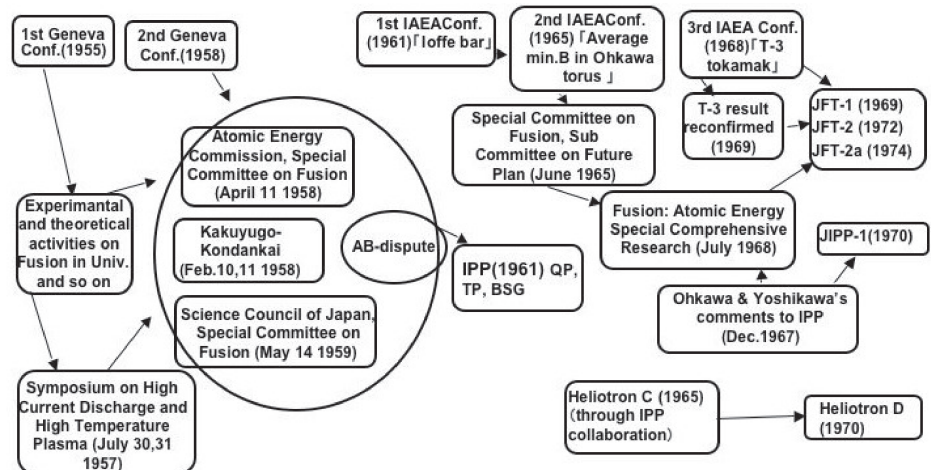 1st Geneva
Conf.(1955)
2nd Geneva
Conf.(1958)
1st IAEAConf.
(1961)「Ioffe bar」
2nd IAEAConf.
(1965) 「Average
min.B in Ohkawa
torus 」
3rd IAEA Conf.
(1968)「T-3
tokamak」
T-3 result
reconfirmed
(1969)
JFT-1 (1969)
JFT-2 (1972)
JFT-2a (1974)
Atomic Energy
Commission, Special
Committee on Fusion
(April 11 1958)
Special Committee on
Fusion, Sub
Committee on Future
Plan (June 1965)
Experimantal
and theoretical
activities on
Fusion in Univ.
and so on
Kakuyugo-
Kondankai
(Feb.10,11 1958)
AB-dispute
IPP(1961) QP,
TP, BSG
Fusion: Atomic Energy
Special Comprehensive
Research (July 1968)
JIPP-1(1970)
Science Council of Japan,
Special Committee on
Fusion (May 14 1959)
Ohkawa & Yoshikawa's
comments to IPP
(Dec.1967)
Symposium on High
Current Discharge and
High Temperature
Plasma (July 30,31
1957)
Heliotron C (1965)
(through IPP
collaboration)
Heliotron D
(1970)